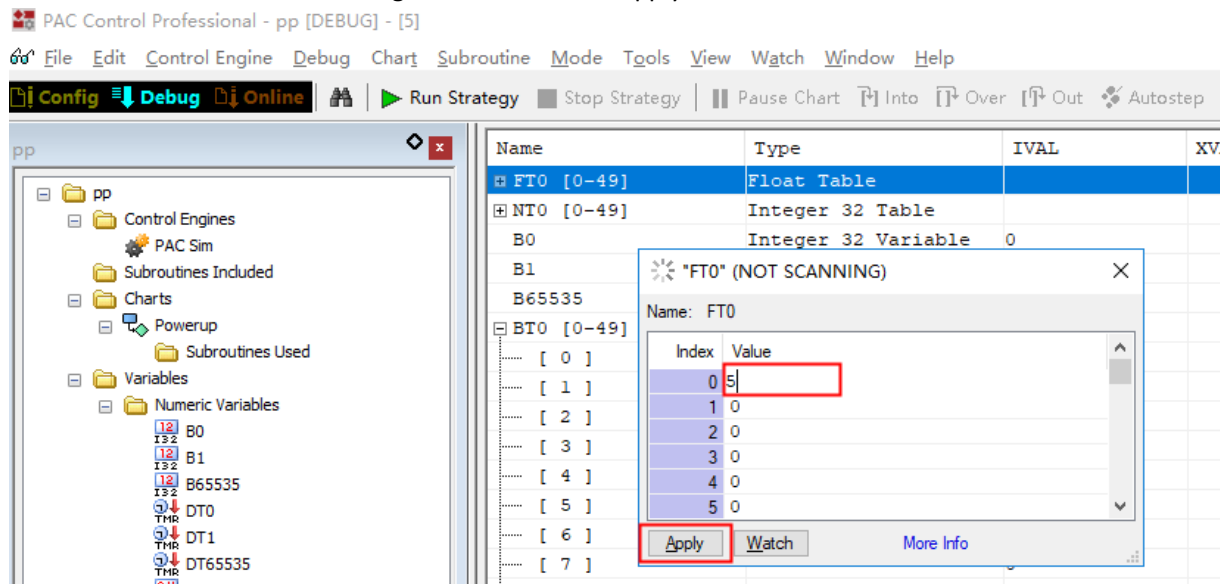 PAC Control Professional - pp [DEBUG] - [5]
File Edit Control Engine Debug Chart Subroutine Mode Tools View Watch Window Help
Config Debug Online Run Strategy Stop Strategy Pause Chart Into Over Out Autostep
pp
pp
Control Engines
PAC Sim
Subroutines Included
Charts
Powerup
Subroutines Used
Variables
Numeric Variables
B0
B1
B65535
DT0
DT1
DT65535
Name Type IVAL
FT0 [0-49] Float Table
NT0 [0-49] Integer 32 Table
B0 Integer 32 Variable 0
B1
B65535
BT0 [0-49]
[ 0 ]
[ 1 ]
[ 2 ]
[ 3 ]
[ 4 ]
[ 5 ]
[ 6 ]
[ 7 ]
"FT0" (NOT SCANNING)
Name: FT0
Index Value
0 5
1 0
2 0
3 0
4 0
5 0
Apply Watch More Info